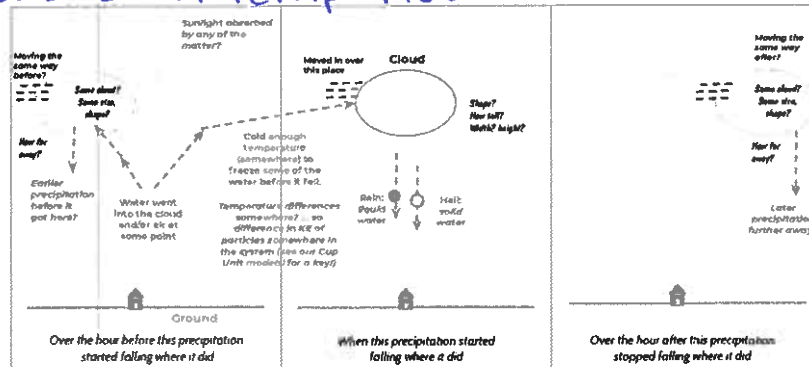 Sunlight absorbed
by any of the
matter?
Moving the
same way
before?
Same cloud?
Same size,
shape?
How far
away?
Earlier
precipitation
before it
got here?
Water went
into the cloud
and/or air at
some point
Cold enough
temperature
(somewhere) to
freeze some of the
water before it fell.
Temperature differences
somewhere? ... so
difference in KE of
particles somewhere in
the system (see our Cup
Unit models for a key!)
Ground
Over the hour before this precipitation
started falling where it did
Moved in over
this place
Cloud
Shape?
How tall?
Width? height?
Rain:
liquid
water
Hail:
solid
water
When this precipitation started
falling where it did
Moving the
same way
after?
Same cloud?
Same size,
shape?
How far
away?
Later
precipitation
further away
Over the hour after this precipitation
stopped falling where it did